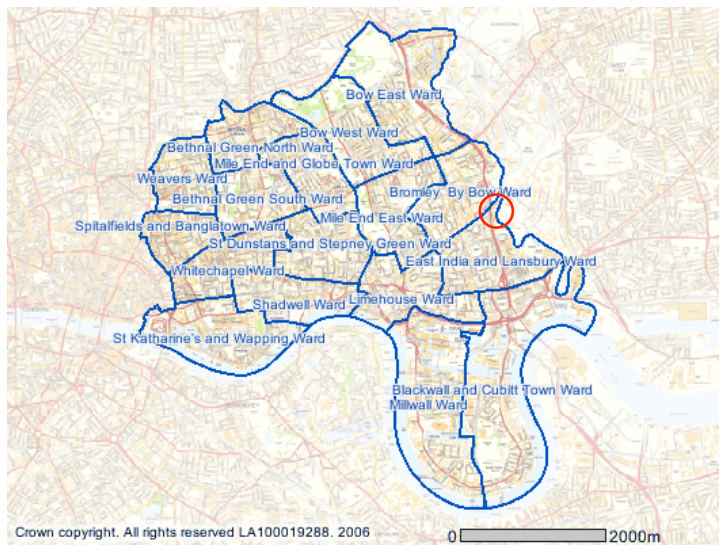 Bow East Ward
Bow West Ward
Bethnal Green North Ward
Mile End and Globe Town Ward
Weavers Ward
Bromley By Bow Ward
Bethnal Green South Ward
Mile End East Ward
Spitalfields and Banglatown Ward
St Dunstans and Stepney Green Ward
East India and Lansbury Ward
Whitechapel Ward
Limehouse Ward
Shadwell Ward
St Katharine's and Wapping Ward
Blackwall and Cubitt Town Ward
Millwall Ward
Crown copyright. All rights reserved LA100019288. 2006
0 2000m